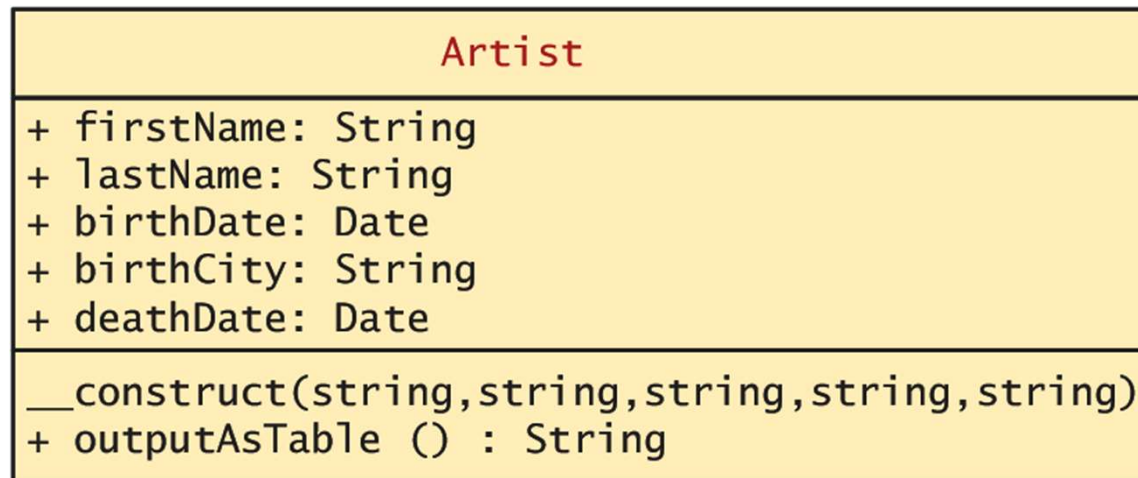 Artist
+ firstName: String
+ lastName: String
+ birthDate: Date
+ birthCity: String
+ deathDate: Date
__construct(string,string,string,string,string)
+ outputAsTable () : String